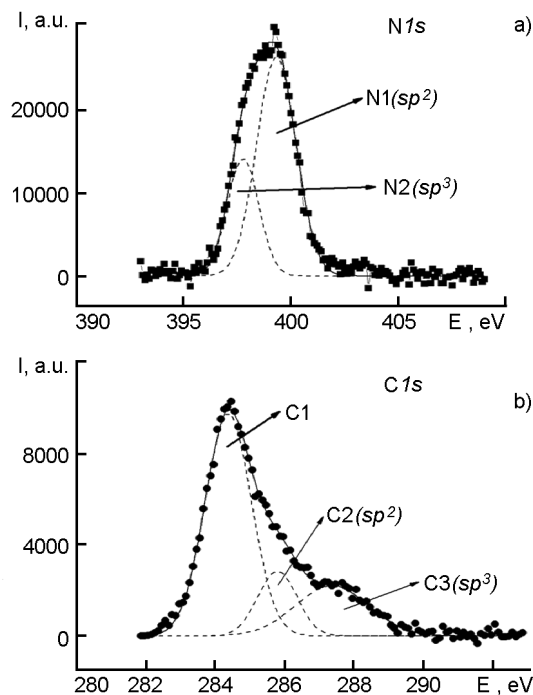 I, a.u.
N1s
a)
N1(sp²)
20000
N2(sp³)
10000
0
390 395 400 405 E , eV
I, a.u.
C1s
b)
C1
8000
C2(sp²)
4000
C3(sp³)
0
280 282 284 286 288 290 E , eV